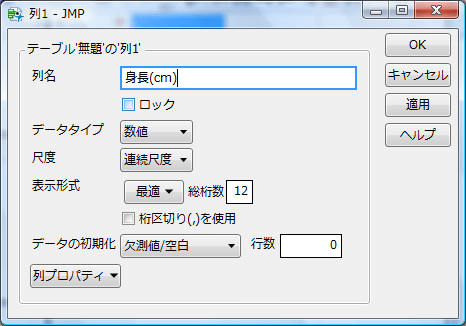 列1 - JMP
テーブル'無題'の'列1'
列名 身長(cm)
ロック
データタイプ 数値
尺度 連続尺度
表示形式 最適 総桁数 12
桁区切り(,)を使用
データの初期化 欠測値/空白 行数 0
列プロパティ
OK
キャンセル
適用
ヘルプ